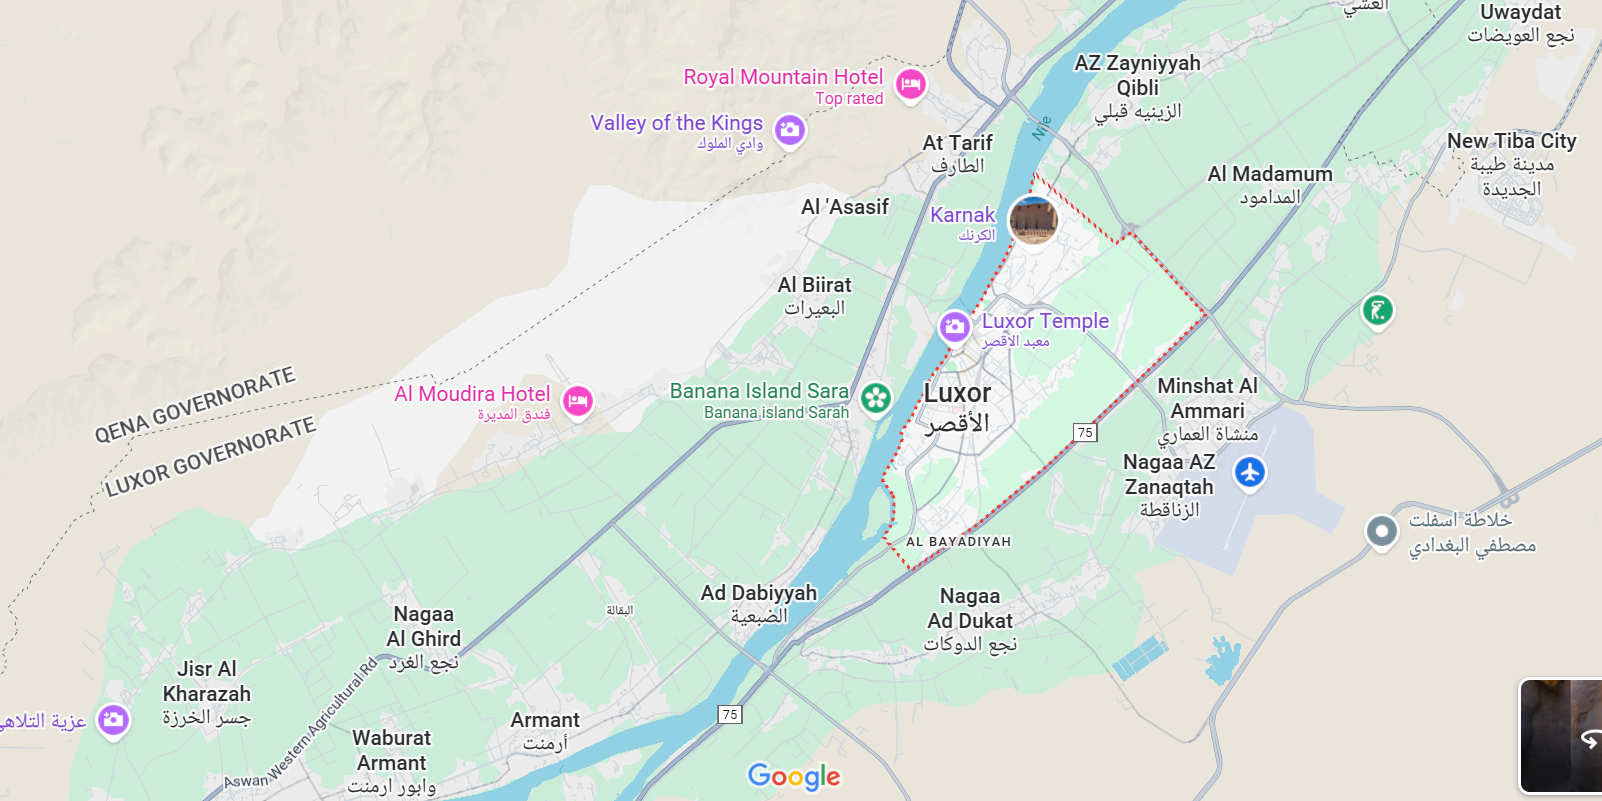 العشي
Uwaydat
نجع العويضات
AZ Zayniyyah
Qibli
الزينيه قبلي
Royal Mountain Hotel
Top rated
Valley of the Kings
وادي الملوك
Nile
At Tarif
الطارف
New Tiba City
مدينة طيبة
الجديدة
Al Madamum
المدامود
Al 'Asasif
Karnak
الكرنك
Al Biirat
البعيرات
Luxor Temple
معبد الأقصر
QENA GOVERNORATE
LUXOR GOVERNORATE
Al Moudira Hotel
فندق المديرة
Banana Island Sara
Banana island Sarah
Luxor
الأقصر
Minshat Al
Ammari
منشاة العماري
75
Nagaa AZ
Zanaqtah
الزناقطة
خلاطة اسفلت
مصطفي البغدادي
AL BAYADIYAH
Ad Dabiyyah
الضبعية
البقالة
Nagaa
Ad Dukat
نجع الدوكات
Nagaa
Al Ghird
نجع الغرد
Jisr Al
Kharazah
جسر الخرزة
عزبة التلاهي
Aswan-Western Agricultural Rd
Armant
أرمنت
75
Waburat
Armant
وابور ارمنت
Google